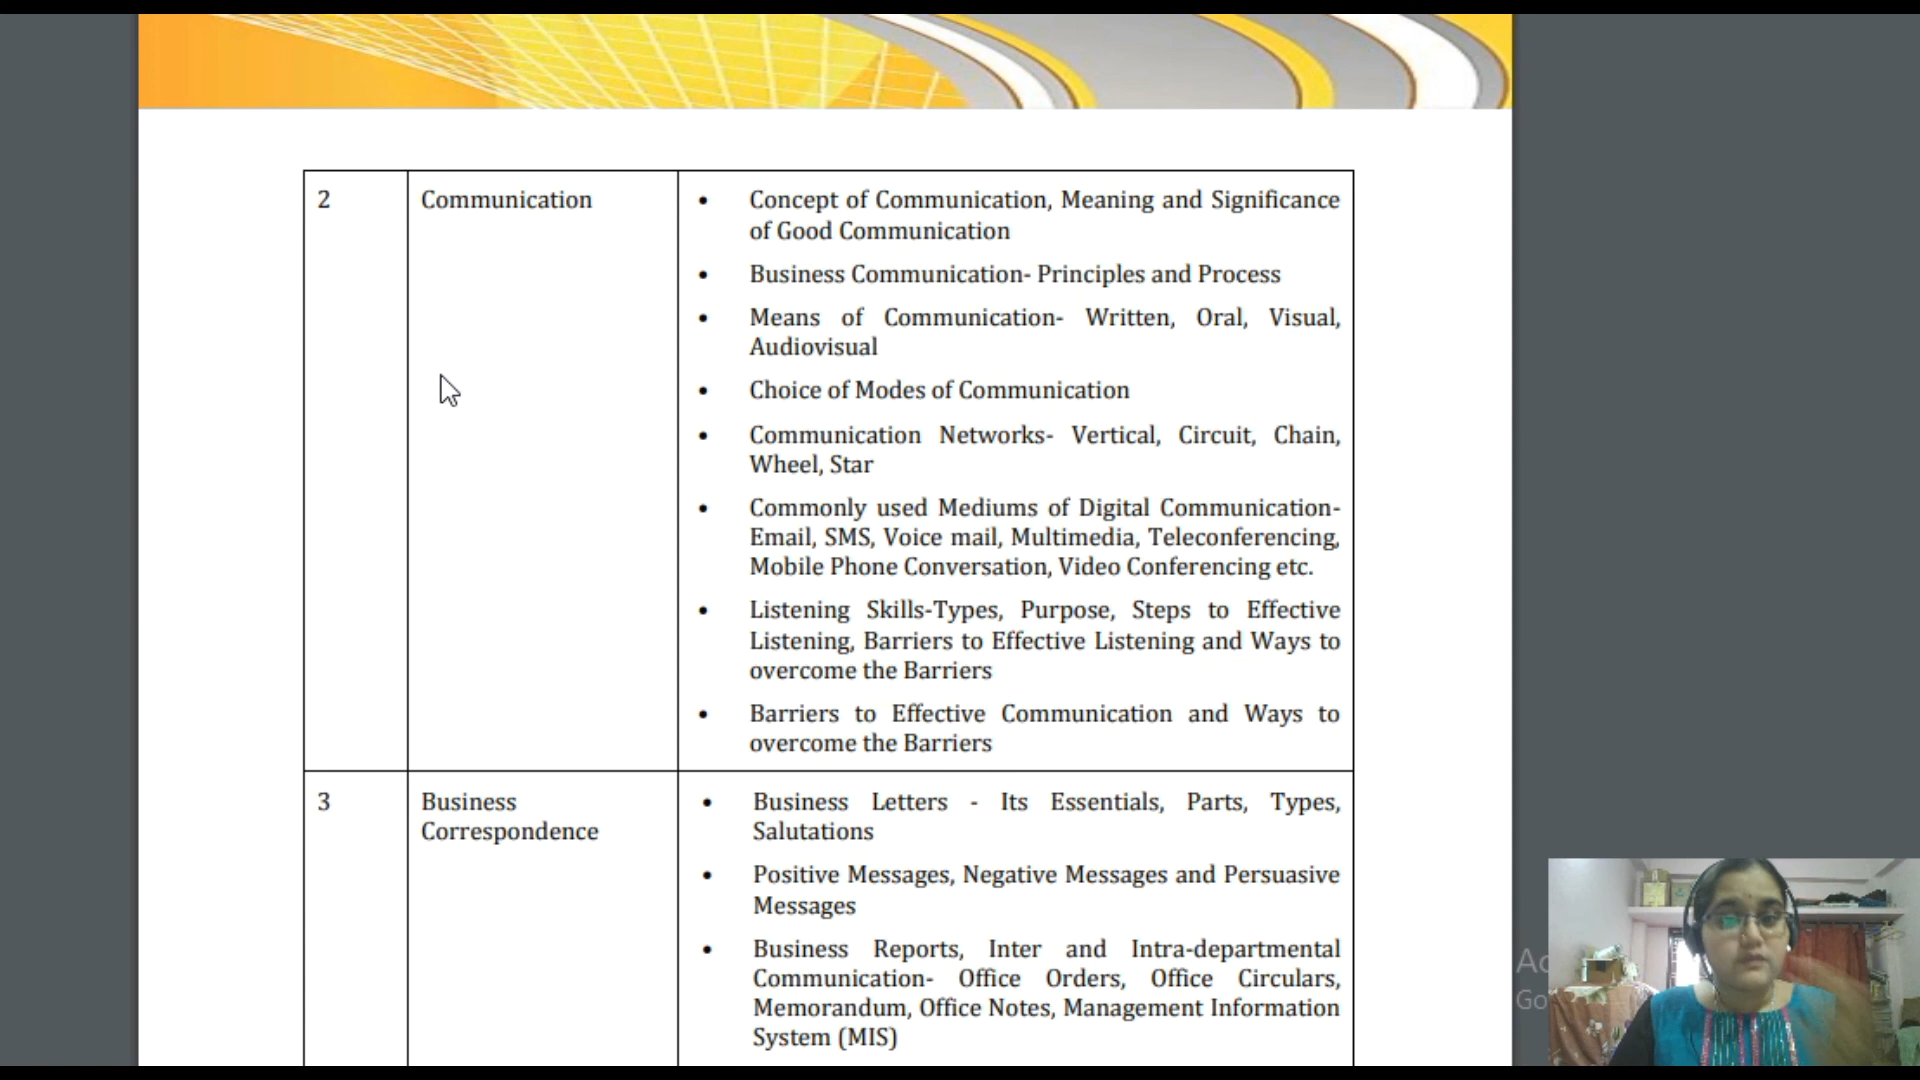 2
Communication
• Concept of Communication, Meaning and Significance
of Good Communication
• Business Communication- Principles and Process
• Means of Communication- Written, Oral, Visual,
Audiovisual
• Choice of Modes of Communication
• Communication Networks- Vertical, Circuit, Chain,
Wheel, Star
• Commonly used Mediums of Digital Communication-
Email, SMS, Voice mail, Multimedia, Teleconferencing,
Mobile Phone Conversation, Video Conferencing etc.
• Listening Skills-Types, Purpose, Steps to Effective
Listening, Barriers to Effective Listening and Ways to
overcome the Barriers
• Barriers to Effective Communication and Ways to
overcome the Barriers
3
Business
Correspondence
• Business Letters - Its Essentials, Parts, Types,
Salutations
• Positive Messages, Negative Messages and Persuasive
Messages
• Business Reports, Inter and Intra-departmental
Communication- Office Orders, Office Circulars,
Memorandum, Office Notes, Management Information
System (MIS)